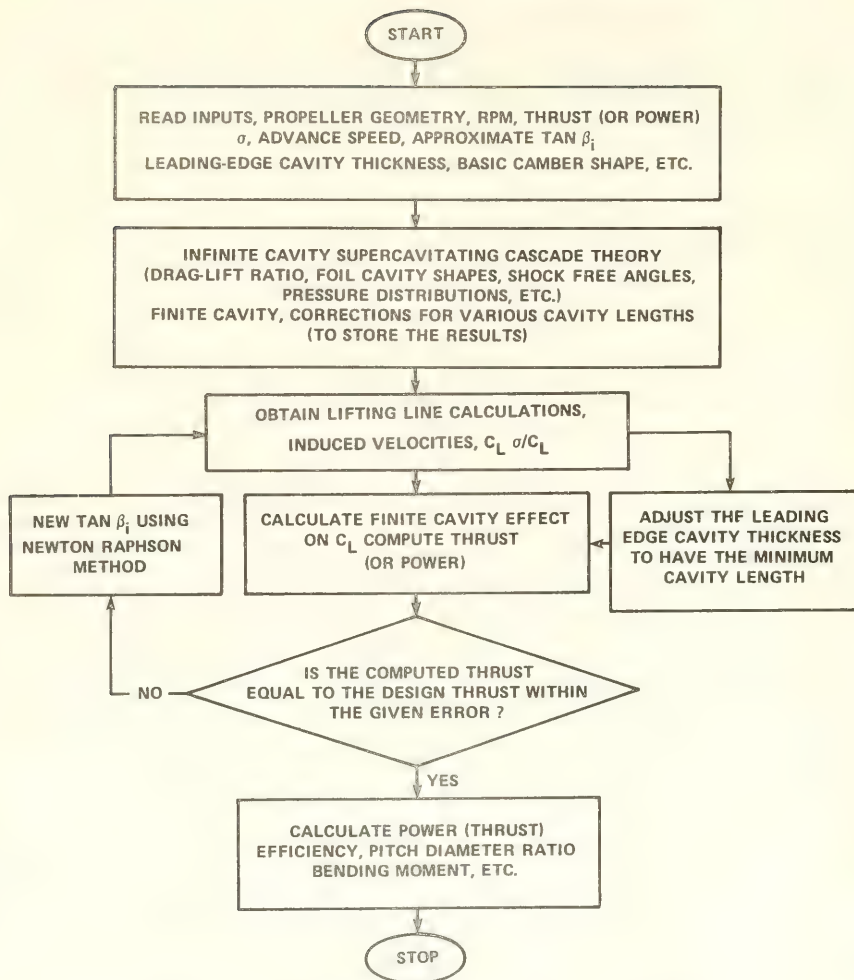 START
READ INPUTS, PROPELLER GEOMETRY, RPM, THRUST (OR POWER)
σ, ADVANCE SPEED, APPROXIMATE TAN βi
LEADING-EDGE CAVITY THICKNESS, BASIC CAMBER SHAPE, ETC.
INFINITE CAVITY SUPERCAVITATING CASCADE THEORY
(DRAG-LIFT RATIO, FOIL CAVITY SHAPES, SHOCK FREE ANGLES,
PRESSURE DISTRIBUTIONS, ETC.)
FINITE CAVITY, CORRECTIONS FOR VARIOUS CAVITY LENGTHS
(TO STORE THE RESULTS)
OBTAIN LIFTING LINE CALCULATIONS,
INDUCED VELOCITIES, CL σ/CL
NEW TAN βi USING
NEWTON RAPHSON
METHOD
CALCULATE FINITE CAVITY EFFECT
ON CL COMPUTE THRUST
(OR POWER)
ADJUST THF LEADING
EDGE CAVITY THICKNESS
TO HAVE THE MINIMUM
CAVITY LENGTH
IS THE COMPUTED THRUST
EQUAL TO THE DESIGN THRUST WITHIN
THE GIVEN ERROR ?
NO
YES
CALCULATE POWER (THRUST)
EFFICIENCY, PITCH DIAMETER RATIO
BENDING MOMENT, ETC.
STOP